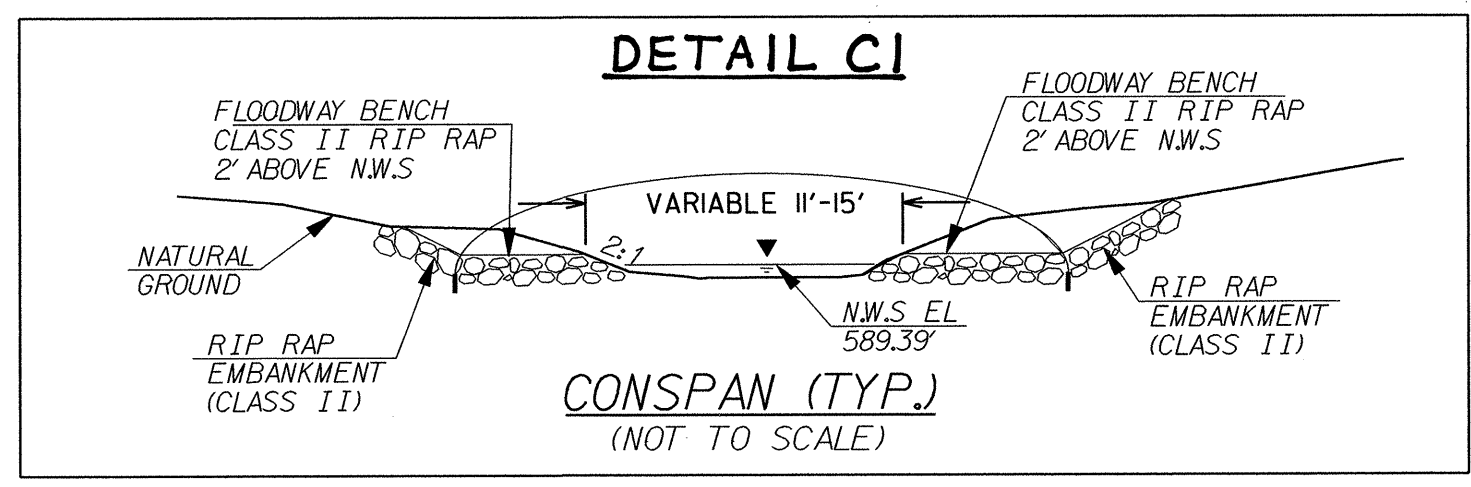 DETAIL C1
FLOODWAY BENCH
CLASS II RIP RAP
2' ABOVE N.W.S
FLOODWAY BENCH
CLASS II RIP RAP
2' ABOVE N.W.S
VARIABLE 11'-15'
2:1
NATURAL
GROUND
N.W.S EL
589.39'
RIP RAP
EMBANKMENT
(CLASS II)
RIP RAP
EMBANKMENT
(CLASS II)
CONSPAN (TYP.)
(NOT TO SCALE)